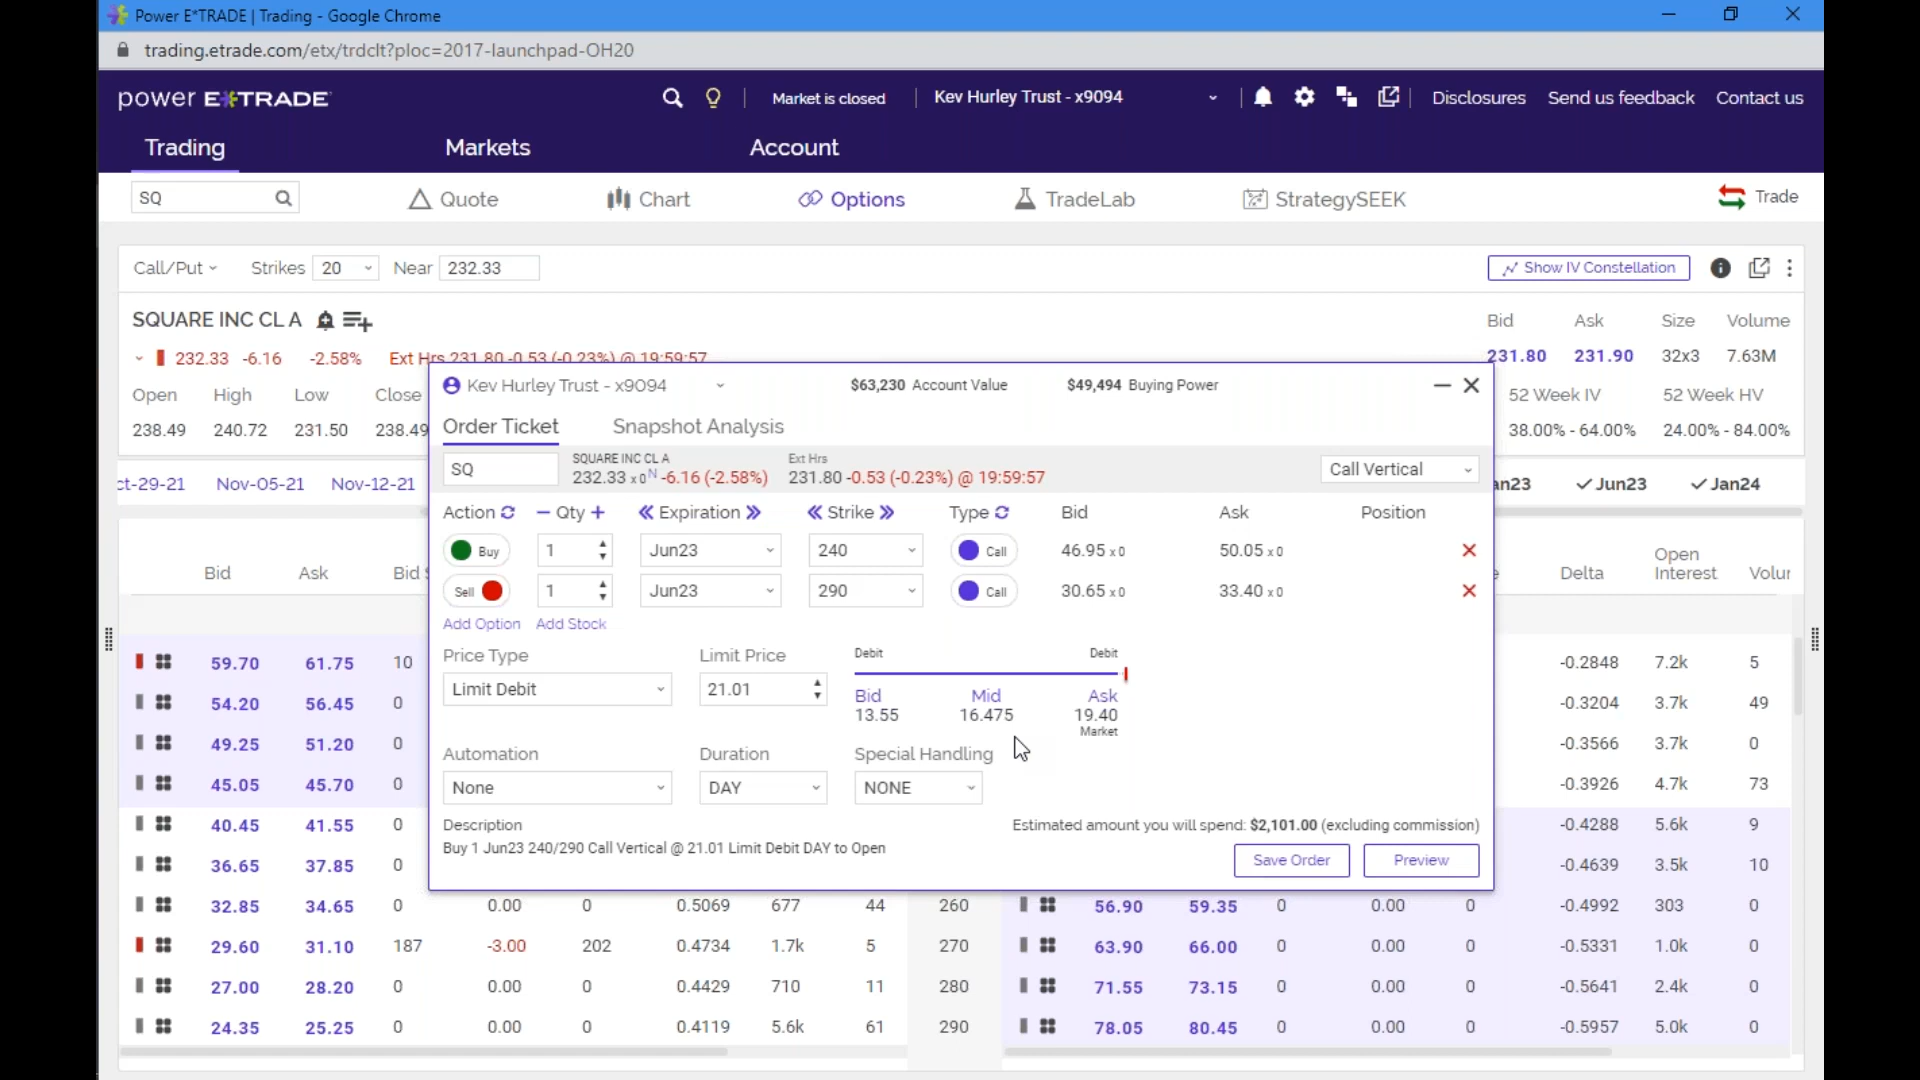 Power E*TRADE | Trading - Google Chrome
trading.etrade.com/etx/trdclt?ploc=2017-launchpad-OH20
power E*TRADE Market is closed Kev Hurley Trust - x9094 Disclosures Send us feedback Contact us
Trading Markets Account
SQ Quote Chart Options TradeLab StrategySEEK Trade
Call/Put Strikes 20 Near 232.33 Show IV Constellation
SQUARE INC CL A Bid Ask Size Volume
232.33 -6.16 -2.58% Ext Hrs 231.80 -0.53 (-0.23%) @ 19:59:57 231.80 231.90 32x3 7.63M
Open High Low Close 52 Week IV 52 Week HV
238.49 240.72 231.50 238.49 38.00% - 64.00% 24.00% - 84.00%
ct-29-21 Nov-05-21 Nov-12-21 an23 Jun23 Jan24
Kev Hurley Trust - x9094 $63,230 Account Value $49,494 Buying Power
Order Ticket Snapshot Analysis
SQUARE INC CL A Ext Hrs
SQ 232.33 x0 N -6.16 (-2.58%) 231.80 -0.53 (-0.23%) @ 19:59:57 Call Vertical
Action Qty Expiration Strike Type Bid Ask Position
Buy 1 Jun23 240 Call 46.95 x 0 50.05 x 0
Sell 1 Jun23 290 Call 30.65 x 0 33.40 x 0
Add Option Add Stock
Price Type Limit Price Debit Debit
Limit Debit 21.01 Bid Mid Ask
13.55 16.475 19.40
Market
Automation Duration Special Handling
None DAY NONE
Description Estimated amount you will spend: $2,101.00 (excluding commission)
Buy 1 Jun23 240/290 Call Vertical @ 21.01 Limit Debit DAY to Open
Save Order Preview
Bid Ask Bid Delta Open Interest Volu
59.70 61.75 10 -0.2848 7.2k 5
54.20 56.45 0 -0.3204 3.7k 49
49.25 51.20 0 -0.3566 3.7k 0
45.05 45.70 0 -0.3926 4.7k 73
40.45 41.55 0 -0.4288 5.6k 9
36.65 37.85 0 -0.4639 3.5k 10
32.85 34.65 0 0.00 0 0.5069 677 44 260 56.90 59.35 0 0.00 0 -0.4992 303 0
29.60 31.10 187 -3.00 202 0.4734 1.7k 5 270 63.90 66.00 0 0.00 0 -0.5331 1.0k 0
27.00 28.20 0 0.00 0 0.4429 710 11 280 71.55 73.15 0 0.00 0 -0.5641 2.4k 0
24.35 25.25 0 0.00 0 0.4119 5.6k 61 290 78.05 80.45 0 0.00 0 -0.5957 5.0k 0